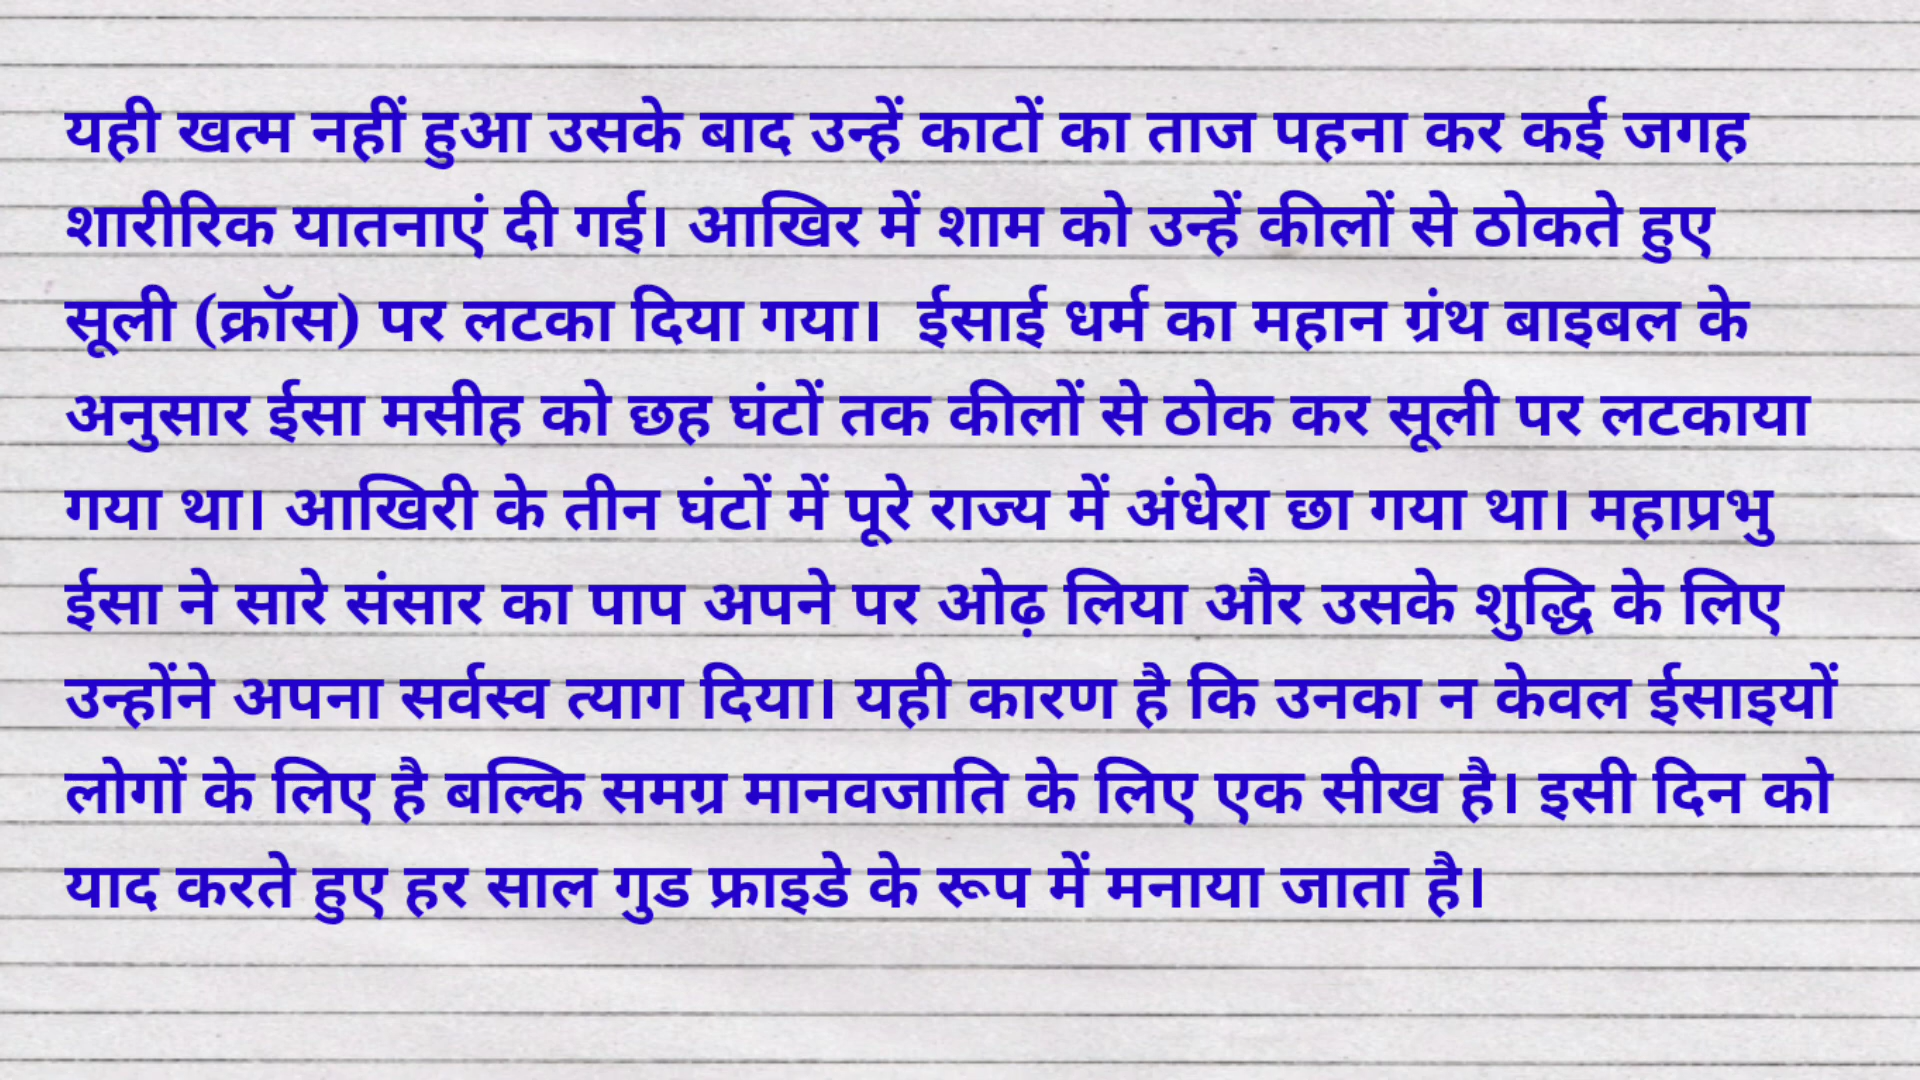 यही खत्म नहीं हुआ उसके बाद उन्हें काटों का ताज पहना कर कई जगह
शारीरिक यातनाएं दी गई। आखिर में शाम को उन्हें कीलों से ठोकते हुए
सूली (क्रॉस) पर लटका दिया गया। ईसाई धर्म का महान ग्रंथ बाइबल के
अनुसार ईसा मसीह को छह घंटों तक कीलों से ठोक कर सूली पर लटकाया
गया था। आखिरी के तीन घंटों में पूरे राज्य में अंधेरा छा गया था। महाप्रभु
ईसा ने सारे संसार का पाप अपने पर ओढ़ लिया और उसके शुद्धि के लिए
उन्होंने अपना सर्वस्व त्याग दिया। यही कारण है कि उनका न केवल ईसाइयों
लोगों के लिए है बल्कि समग्र मानवजाति के लिए एक सीख है। इसी दिन को
याद करते हुए हर साल गुड फ्राइडे के रूप में मनाया जाता है।